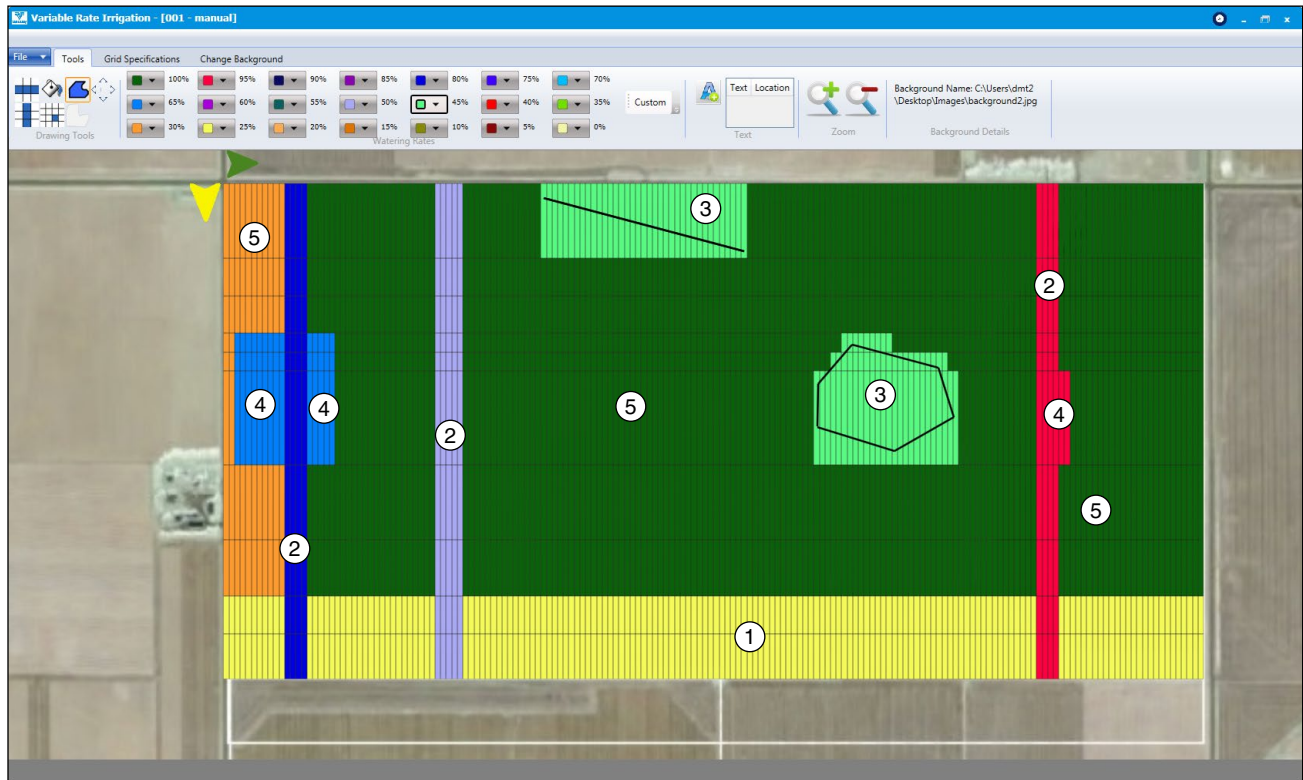 Variable Rate Irrigation - [001 - manual]
File Tools Grid Specifications Change Background
100% 95% 90% 85% 80% 75% 70%
65% 60% 55% 50% 45% 40% 35%
30% 25% 20% 15% 10% 5% 0%
Custom
Text Location
Background Name: C:\Users\dmt2
\Desktop\Images\background2.jpg
Drawing Tools Watering Rates Text Zoom Background Details
3
5
2
4
4
5
3
4
2
5
2
1